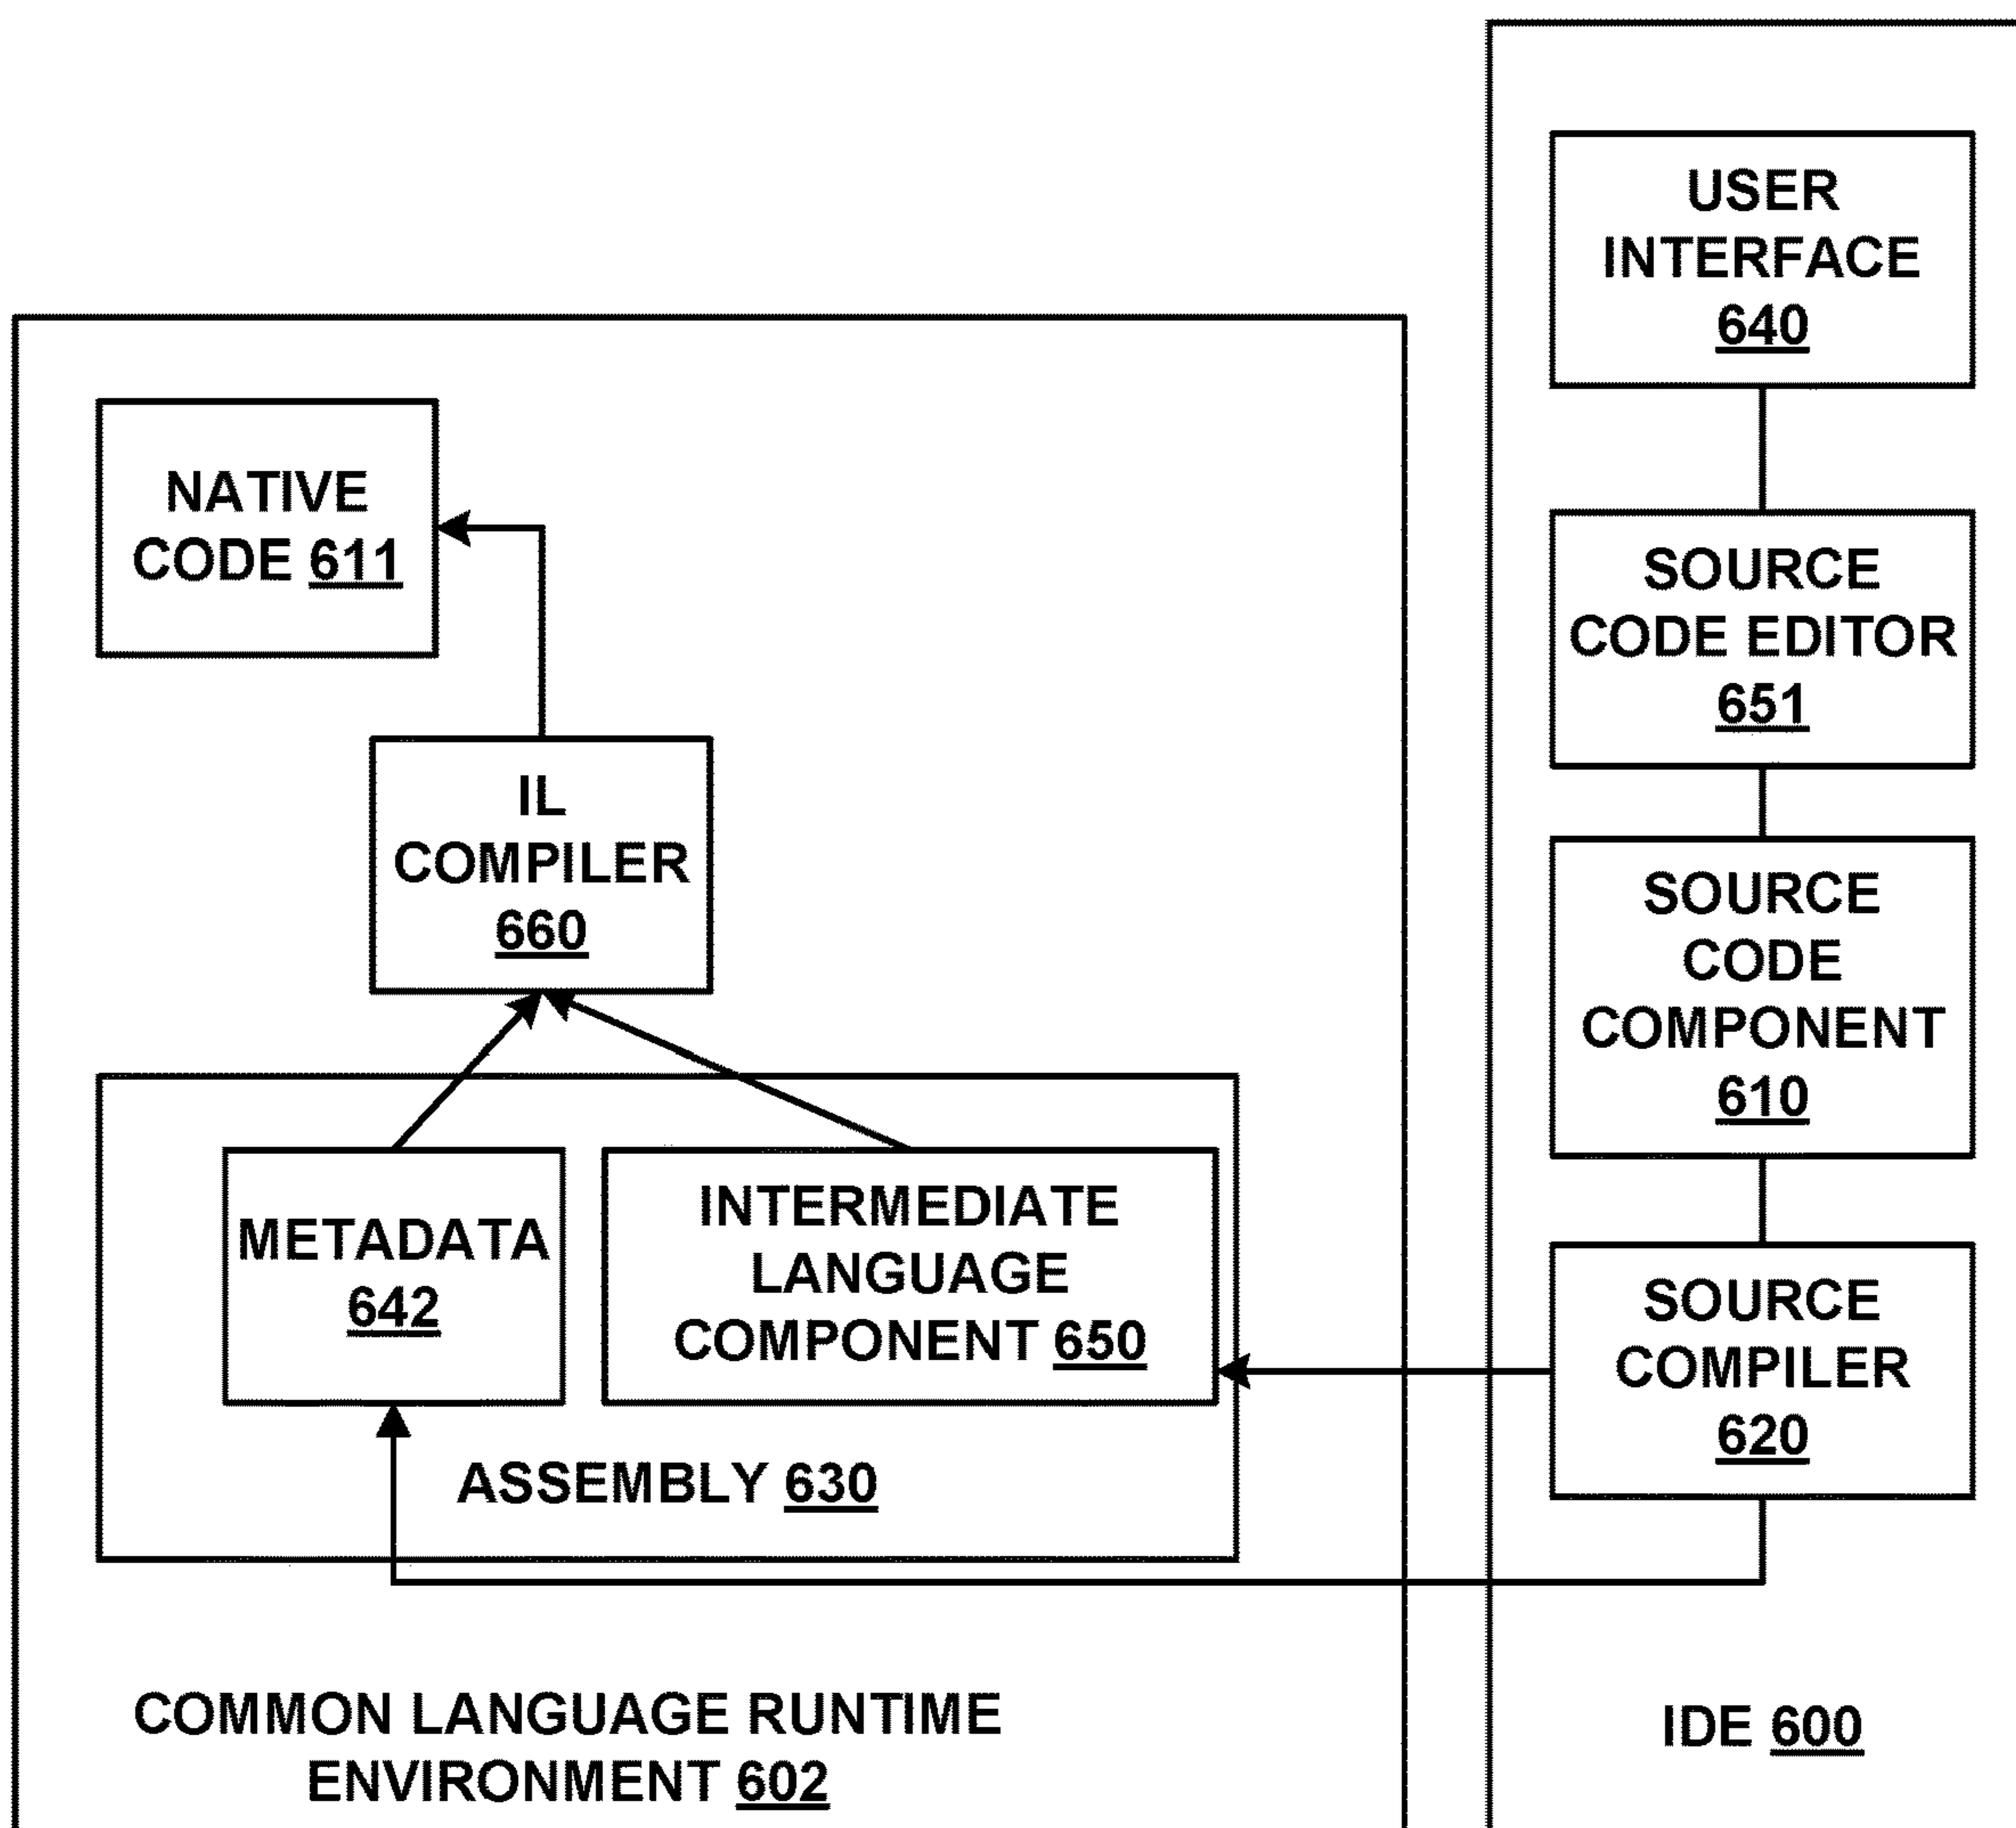 USER
INTERFACE
640
NATIVE
CODE 611
SOURCE
CODE EDITOR
651
IL
COMPILER
660
SOURCE
CODE
COMPONENT
610
METADATA
642
INTERMEDIATE
LANGUAGE
COMPONENT 650
SOURCE
COMPILER
620
ASSEMBLY 630
COMMON LANGUAGE RUNTIME
ENVIRONMENT 602
IDE 600